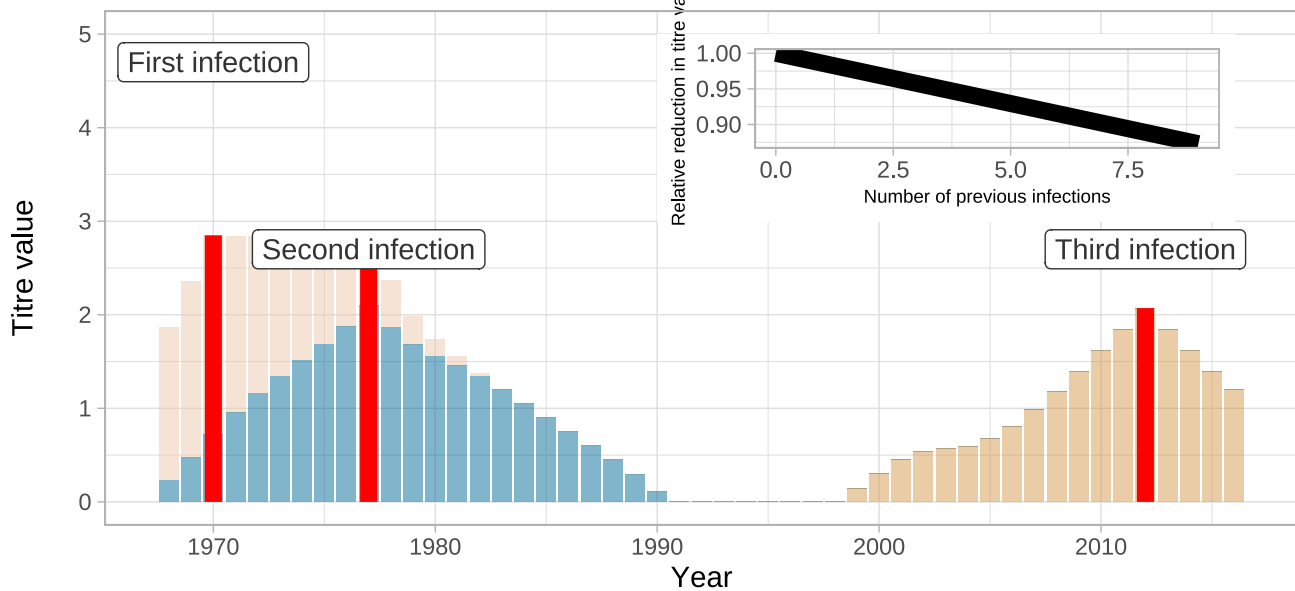 Titre value
5
4
3
2
1
0
First infection
Second infection
Third infection
1970
1980
1990
2000
2010
Year
Relative reduction in titre
1.00
0.95
0.90
0.0
2.5
5.0
7.5
Number of previous infections